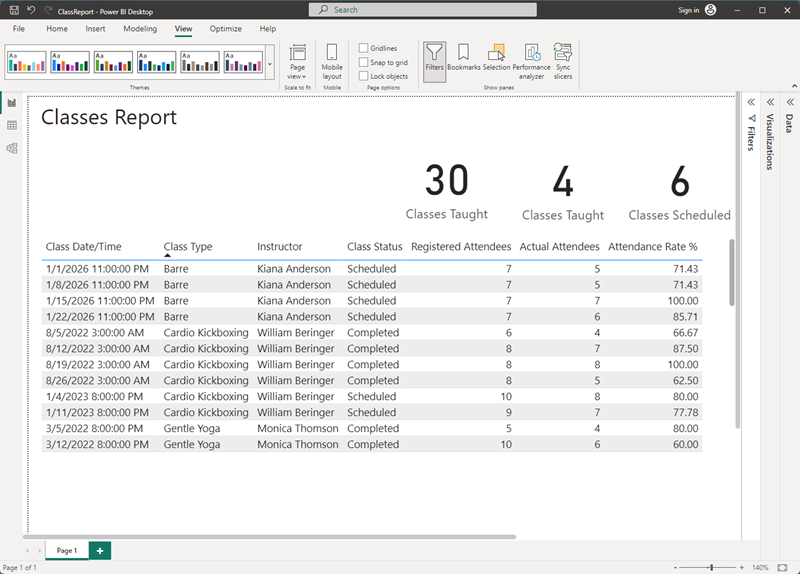 ClassReport - Power BI Desktop
Search
Sign in
File Home Insert Modeling View Optimize Help
Aa Aa Aa Aa Aa Aa
Page view
Mobile layout
Gridlines
Snap to grid
Lock objects
Filters
Bookmarks
Selection
Performance analyzer
Sync slicers
Themes Scale to fit Mobile Page options Show panes
Classes Report
30 4 6
Classes Taught Classes Taught Classes Scheduled
Class Date/Time Class Type Instructor Class Status Registered Attendees Actual Attendees Attendance Rate %
1/1/2026 11:00:00 PM Barre Kiana Anderson Scheduled 7 5 71.43
1/8/2026 11:00:00 PM Barre Kiana Anderson Scheduled 7 5 71.43
1/15/2026 11:00:00 PM Barre Kiana Anderson Scheduled 7 7 100.00
1/22/2026 11:00:00 PM Barre Kiana Anderson Scheduled 7 6 85.71
8/5/2022 3:00:00 AM Cardio Kickboxing William Beringer Completed 6 4 66.67
8/12/2022 3:00:00 AM Cardio Kickboxing William Beringer Completed 8 7 87.50
8/19/2022 3:00:00 AM Cardio Kickboxing William Beringer Completed 8 8 100.00
8/26/2022 3:00:00 AM Cardio Kickboxing William Beringer Completed 8 5 62.50
1/4/2023 8:00:00 PM Cardio Kickboxing William Beringer Scheduled 10 8 80.00
1/11/2023 8:00:00 PM Cardio Kickboxing William Beringer Scheduled 9 7 77.78
3/5/2022 8:00:00 PM Gentle Yoga Monica Thomson Completed 5 4 80.00
3/12/2022 8:00:00 PM Gentle Yoga Monica Thomson Completed 10 6 60.00
Filters
Visualizations
Data
Page 1
Page 1 of 1
140%